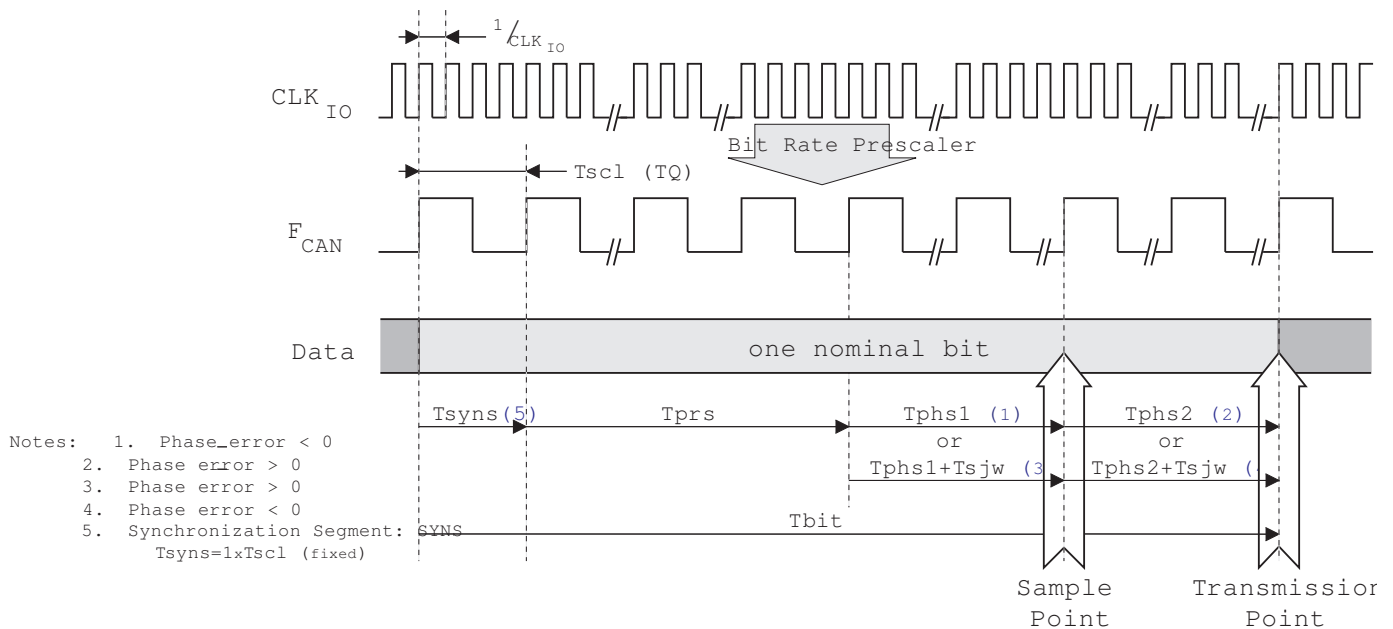 1/CLK IO
CLK IO
Bit Rate Prescaler
Tscl (TQ)
F CAN
Data
one nominal bit
Tsyns(5)
Tprs
Tphs1 (1)
Tphs2 (2)
or
or
Tphs1+Tsjw (3
Tphs2+Tsjw (
Tbit
Notes: 1. Phase_error < 0
2. Phase error > 0
3. Phase error > 0
4. Phase error < 0
5. Synchronization Segment: SYNS
Tsyns=1xTscl (fixed)
Sample
Point
Transmission
Point